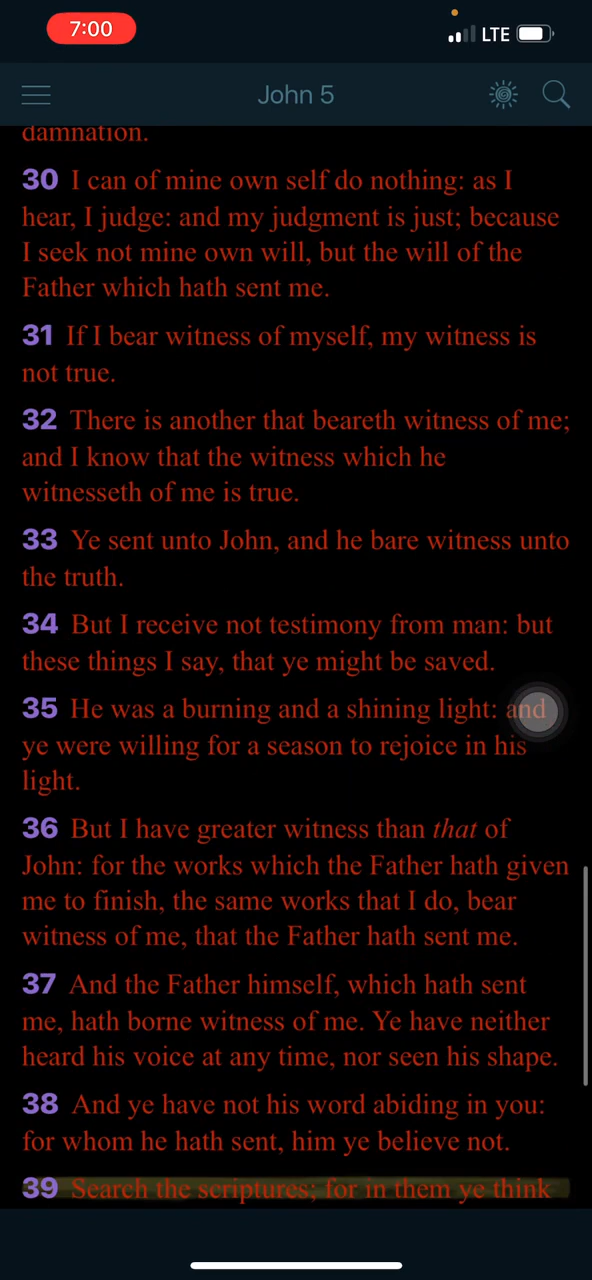 7:00
LTE
John 5
damnation.
30 I can of mine own self do nothing: as I
hear, I judge: and my judgment is just; because
I seek not mine own will, but the will of the
Father which hath sent me.
31 If I bear witness of myself, my witness is
not true.
32 There is another that beareth witness of me;
and I know that the witness which he
witnesseth of me is true.
33 Ye sent unto John, and he bare witness unto
the truth.
34 But I receive not testimony from man: but
these things I say, that ye might be saved.
35 He was a burning and a shining light: and
ye were willing for a season to rejoice in his
light.
36 But I have greater witness than that of
John: for the works which the Father hath given
me to finish, the same works that I do, bear
witness of me, that the Father hath sent me.
37 And the Father himself, which hath sent
me, hath borne witness of me. Ye have neither
heard his voice at any time, nor seen his shape.
38 And ye have not his word abiding in you:
for whom he hath sent, him ye believe not.
39 Search the scriptures; for in them ye think